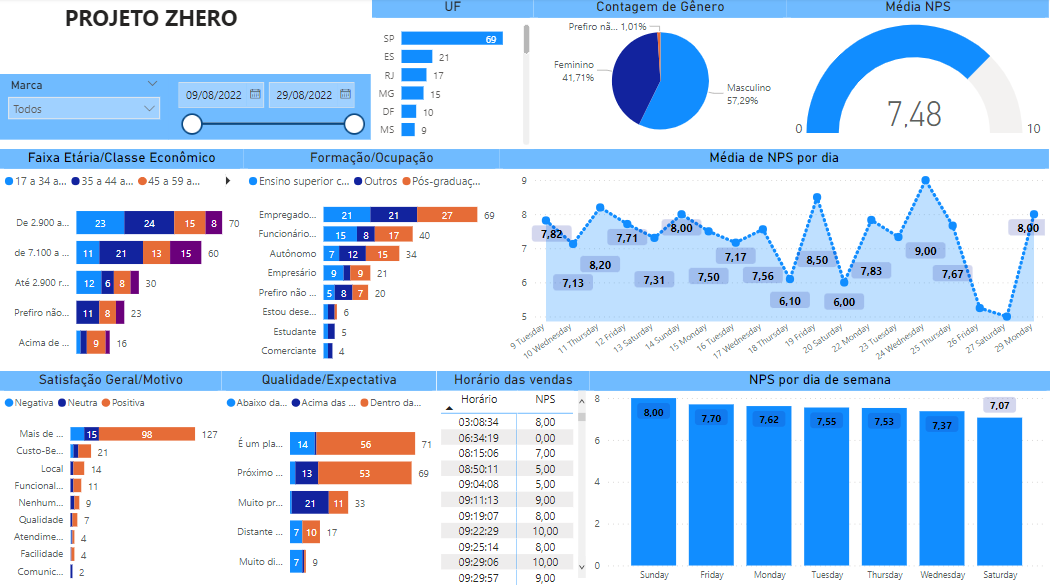 PROJETO ZHERO
Marca
Todos
09/08/2022
29/08/2022
UF
SP
69
ES
21
RJ
17
MG
15
DF
10
MS
9
Contagem de Gênero
Prefiro nã... 1,01%
Feminino
41,71%
Masculino
57,29%
Média NPS
7,48
0
10
Faixa Etária/Classe Econômico
17 a 34 a... 35 a 44 a... 45 a 59 a...
De 2.900 a... 23 24 15 8 70
de 7.100 a ... 11 21 13 15 60
Até 2.900 r... 12 6 8 30
Prefiro não... 11 8 23
Acima de ... 9 16
Formação/Ocupação
Ensino superior c... Outros Pós-graduaç...
Empregado... 21 21 27 69
Funcionário... 15 8 17 40
Autônomo 7 12 15 34
Empresário 9 9 21
Prefiro não ... 5 8 7 20
Estou dese... 6
Estudante 5
Comerciante 4
Média de NPS por dia
9
8
7
6
5
7,82
7,13
8,20
7,71
7,31
8,00
7,50
7,17
7,56
6,10
8,50
6,00
7,83
9,00
7,67
8,00
9 Tuesday
10 Wednesday
11 Thursday
12 Friday
13 Saturday
14 Sunday
15 Monday
16 Tuesday
17 Wednesday
18 Thursday
19 Friday
20 Saturday
22 Monday
23 Tuesday
24 Wednesday
25 Thursday
26 Friday
27 Saturday
29 Monday
Satisfação Geral/Motivo
Negativa Neutra Positiva
Mais de ... 15 98 127
Custo-Be... 21
Local 14
Funcional... 11
Nenhum... 9
Qualidade 7
Atendime... 4
Facilidade 4
Comunic... 2
Qualidade/Expectativa
Abaixo da... Acima das ... Dentro da...
É um pla... 14 56 71
Próximo ... 13 53 69
Muito pr... 21 11 33
Distante ... 7 10 17
Muito di... 7 9
Horário das vendas
Horário NPS
03:08:34 8,00
06:34:19 0,00
08:15:06 7,00
08:50:11 5,00
09:04:08 5,00
09:11:13 9,00
09:19:07 8,00
09:22:29 10,00
09:25:14 8,00
09:29:06 10,00
09:29:57 9,00
NPS por dia de semana
8
6
4
2
0
8,00
7,70
7,62
7,55
7,53
7,37
7,07
Sunday
Friday
Monday
Tuesday
Thursday
Wednesday
Saturday